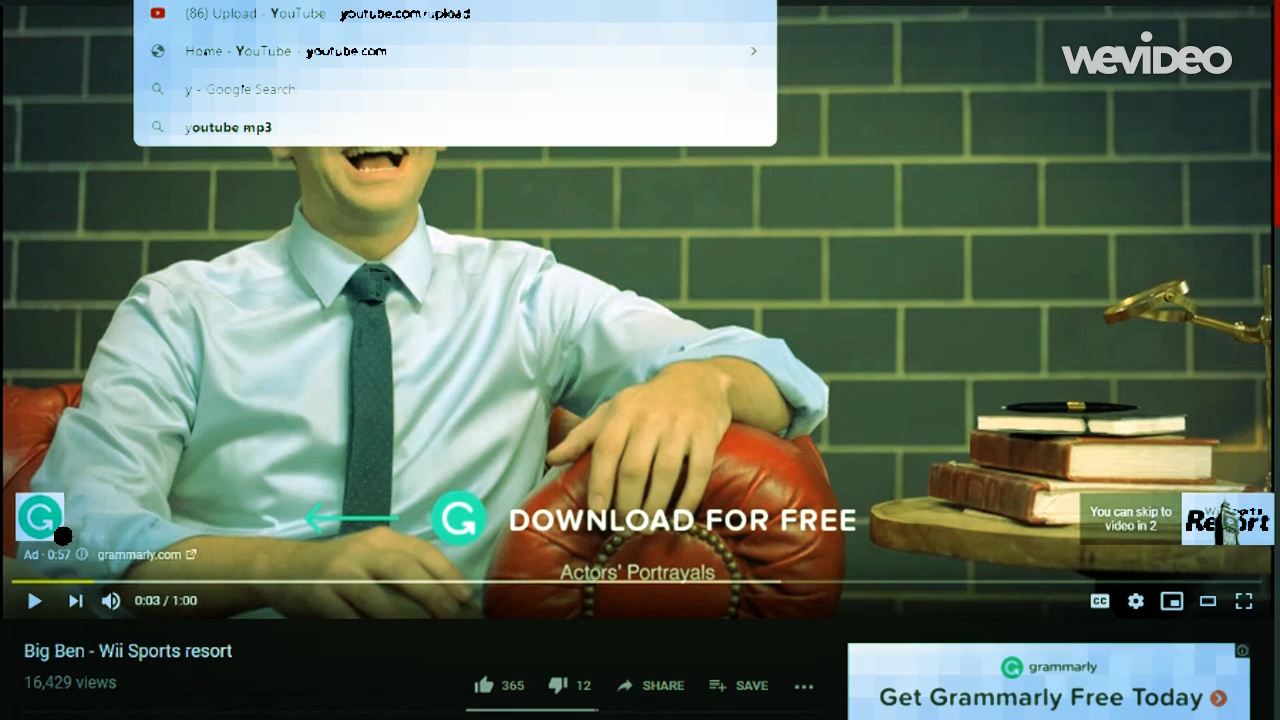 (86) Upload - YouTube - youtube.com/upload
Home - YouTube - youtube.com
y - Google Search
youtube mp3
WEVIDEO
DOWNLOAD FOR FREE
You can skip to
video in 2
Ad · 0:57 grammarly.com
Actors' Portrayals
0:03 / 1:00
CC
Big Ben - Wii Sports resort
16,429 views
365
12
SHARE
SAVE
grammarly
Get Grammarly Free Today